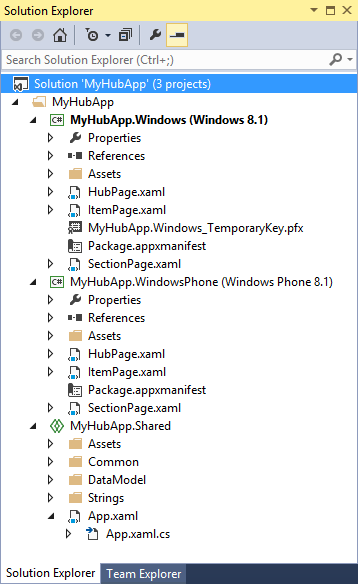 Solution Explorer
Search Solution Explorer (Ctrl+;)
Solution 'MyHubApp' (3 projects)
MyHubApp
C# MyHubApp.Windows (Windows 8.1)
Properties
References
Assets
HubPage.xaml
ItemPage.xaml
MyHubApp.Windows_TemporaryKey.pfx
Package.appxmanifest
SectionPage.xaml
C# MyHubApp.WindowsPhone (Windows Phone 8.1)
Properties
References
Assets
HubPage.xaml
ItemPage.xaml
Package.appxmanifest
SectionPage.xaml
MyHubApp.Shared
Assets
Common
DataModel
Strings
App.xaml
App.xaml.cs
Solution Explorer Team Explorer